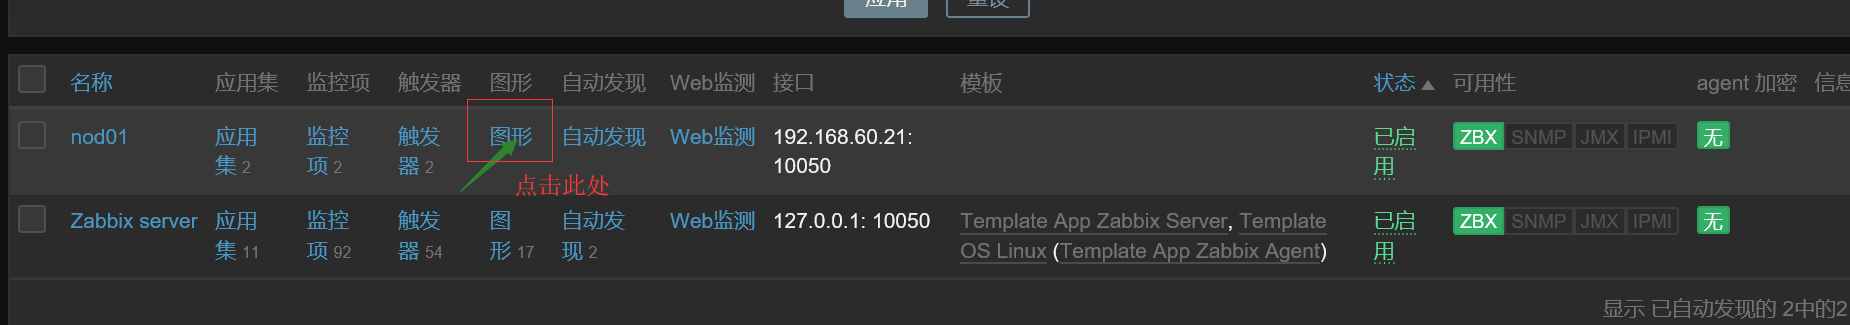 应用 重设
名称 应用集 监控项 触发器 图形 自动发现 Web监测 接口 模板 状态 可用性 agent 加密 信息
nod01 应用 监控 触发 图形 自动发现 Web监测 192.168.60.21: 已启 ZBX SNMP JMX IPMI 无
集 2 项 2 器 2 10050 用
点击此处
Zabbix server 应用 监控 触发 图 自动发 Web监测 127.0.0.1: 10050 Template App Zabbix Server, Template 已启 ZBX SNMP JMX IPMI 无
集 11 项 92 器 54 形 17 现 2 OS Linux (Template App Zabbix Agent) 用
显示 已自动发现的 2中的2